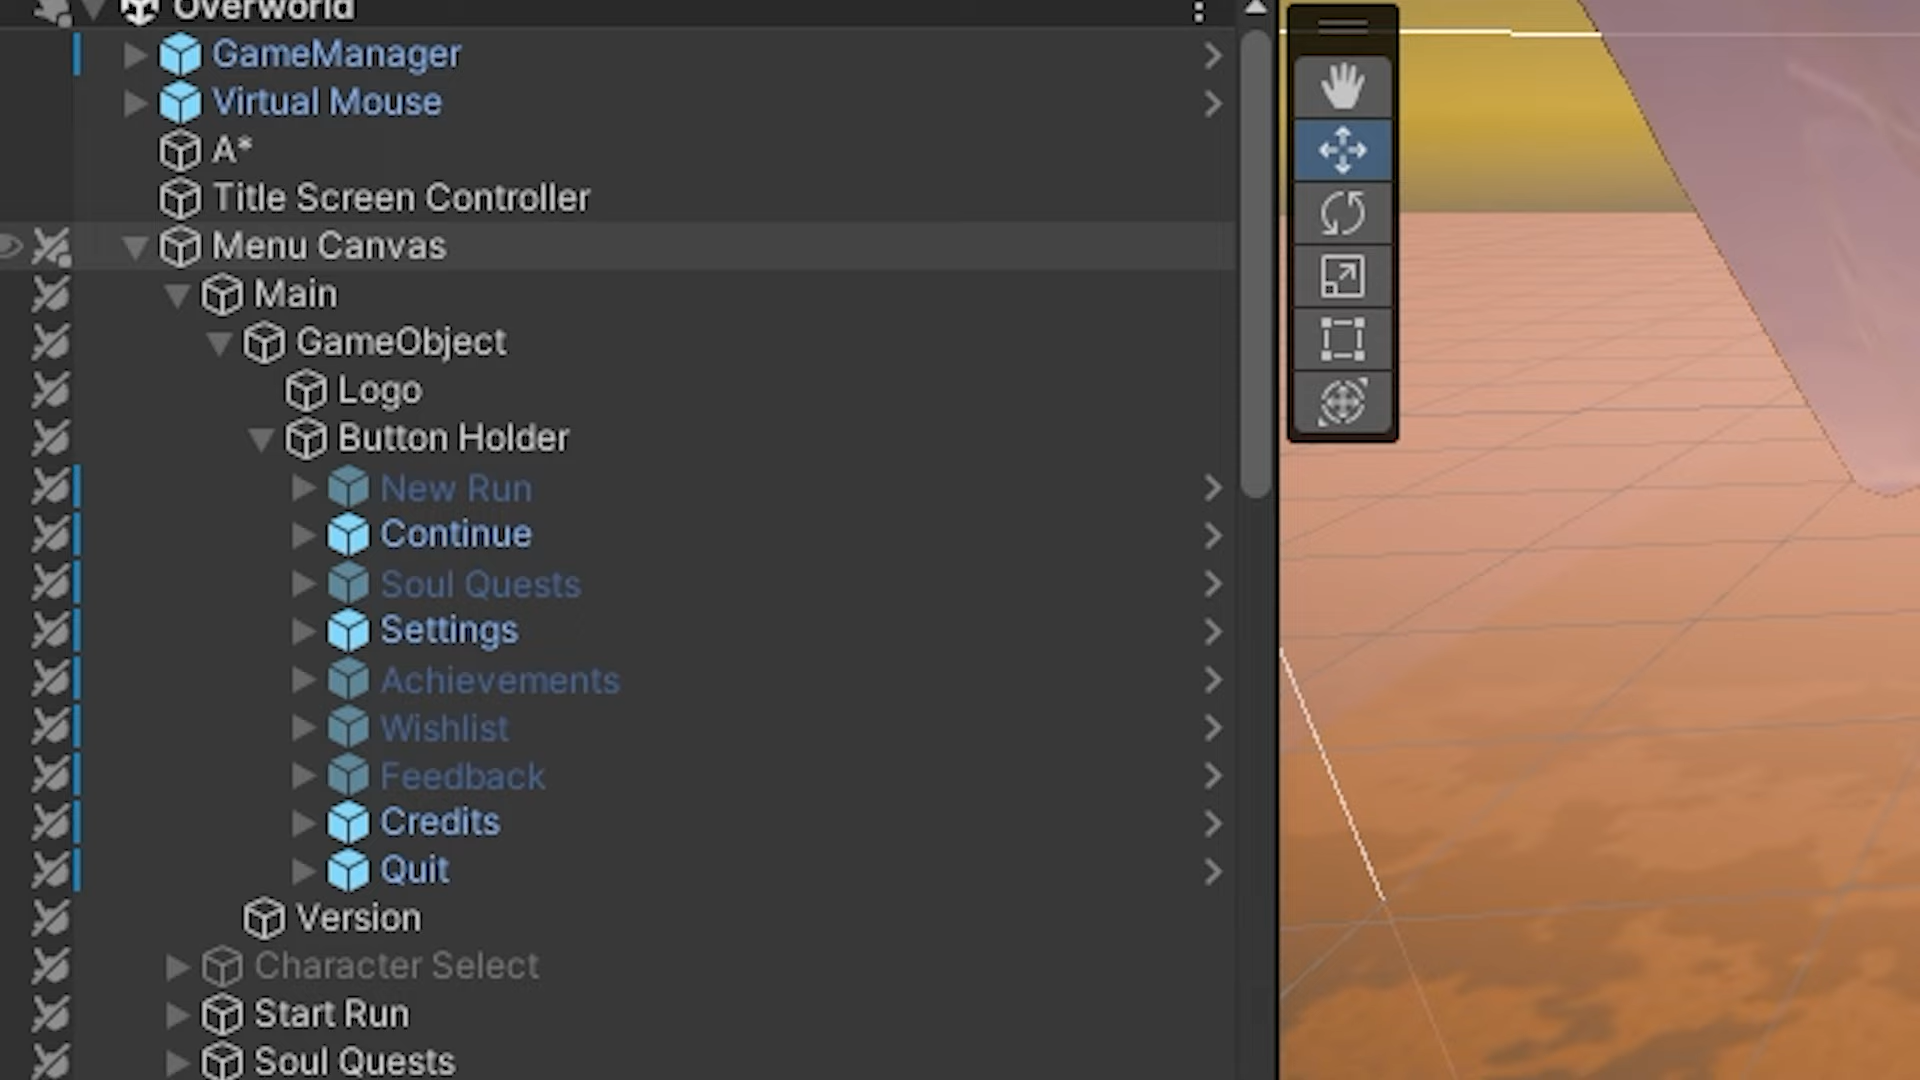 Overworld
GameManager
Virtual Mouse
A*
Title Screen Controller
Menu Canvas
Main
GameObject
Logo
Button Holder
New Run
Continue
Soul Quests
Settings
Achievements
Wishlist
Feedback
Credits
Quit
Version
Character Select
Start Run
Soul Quests